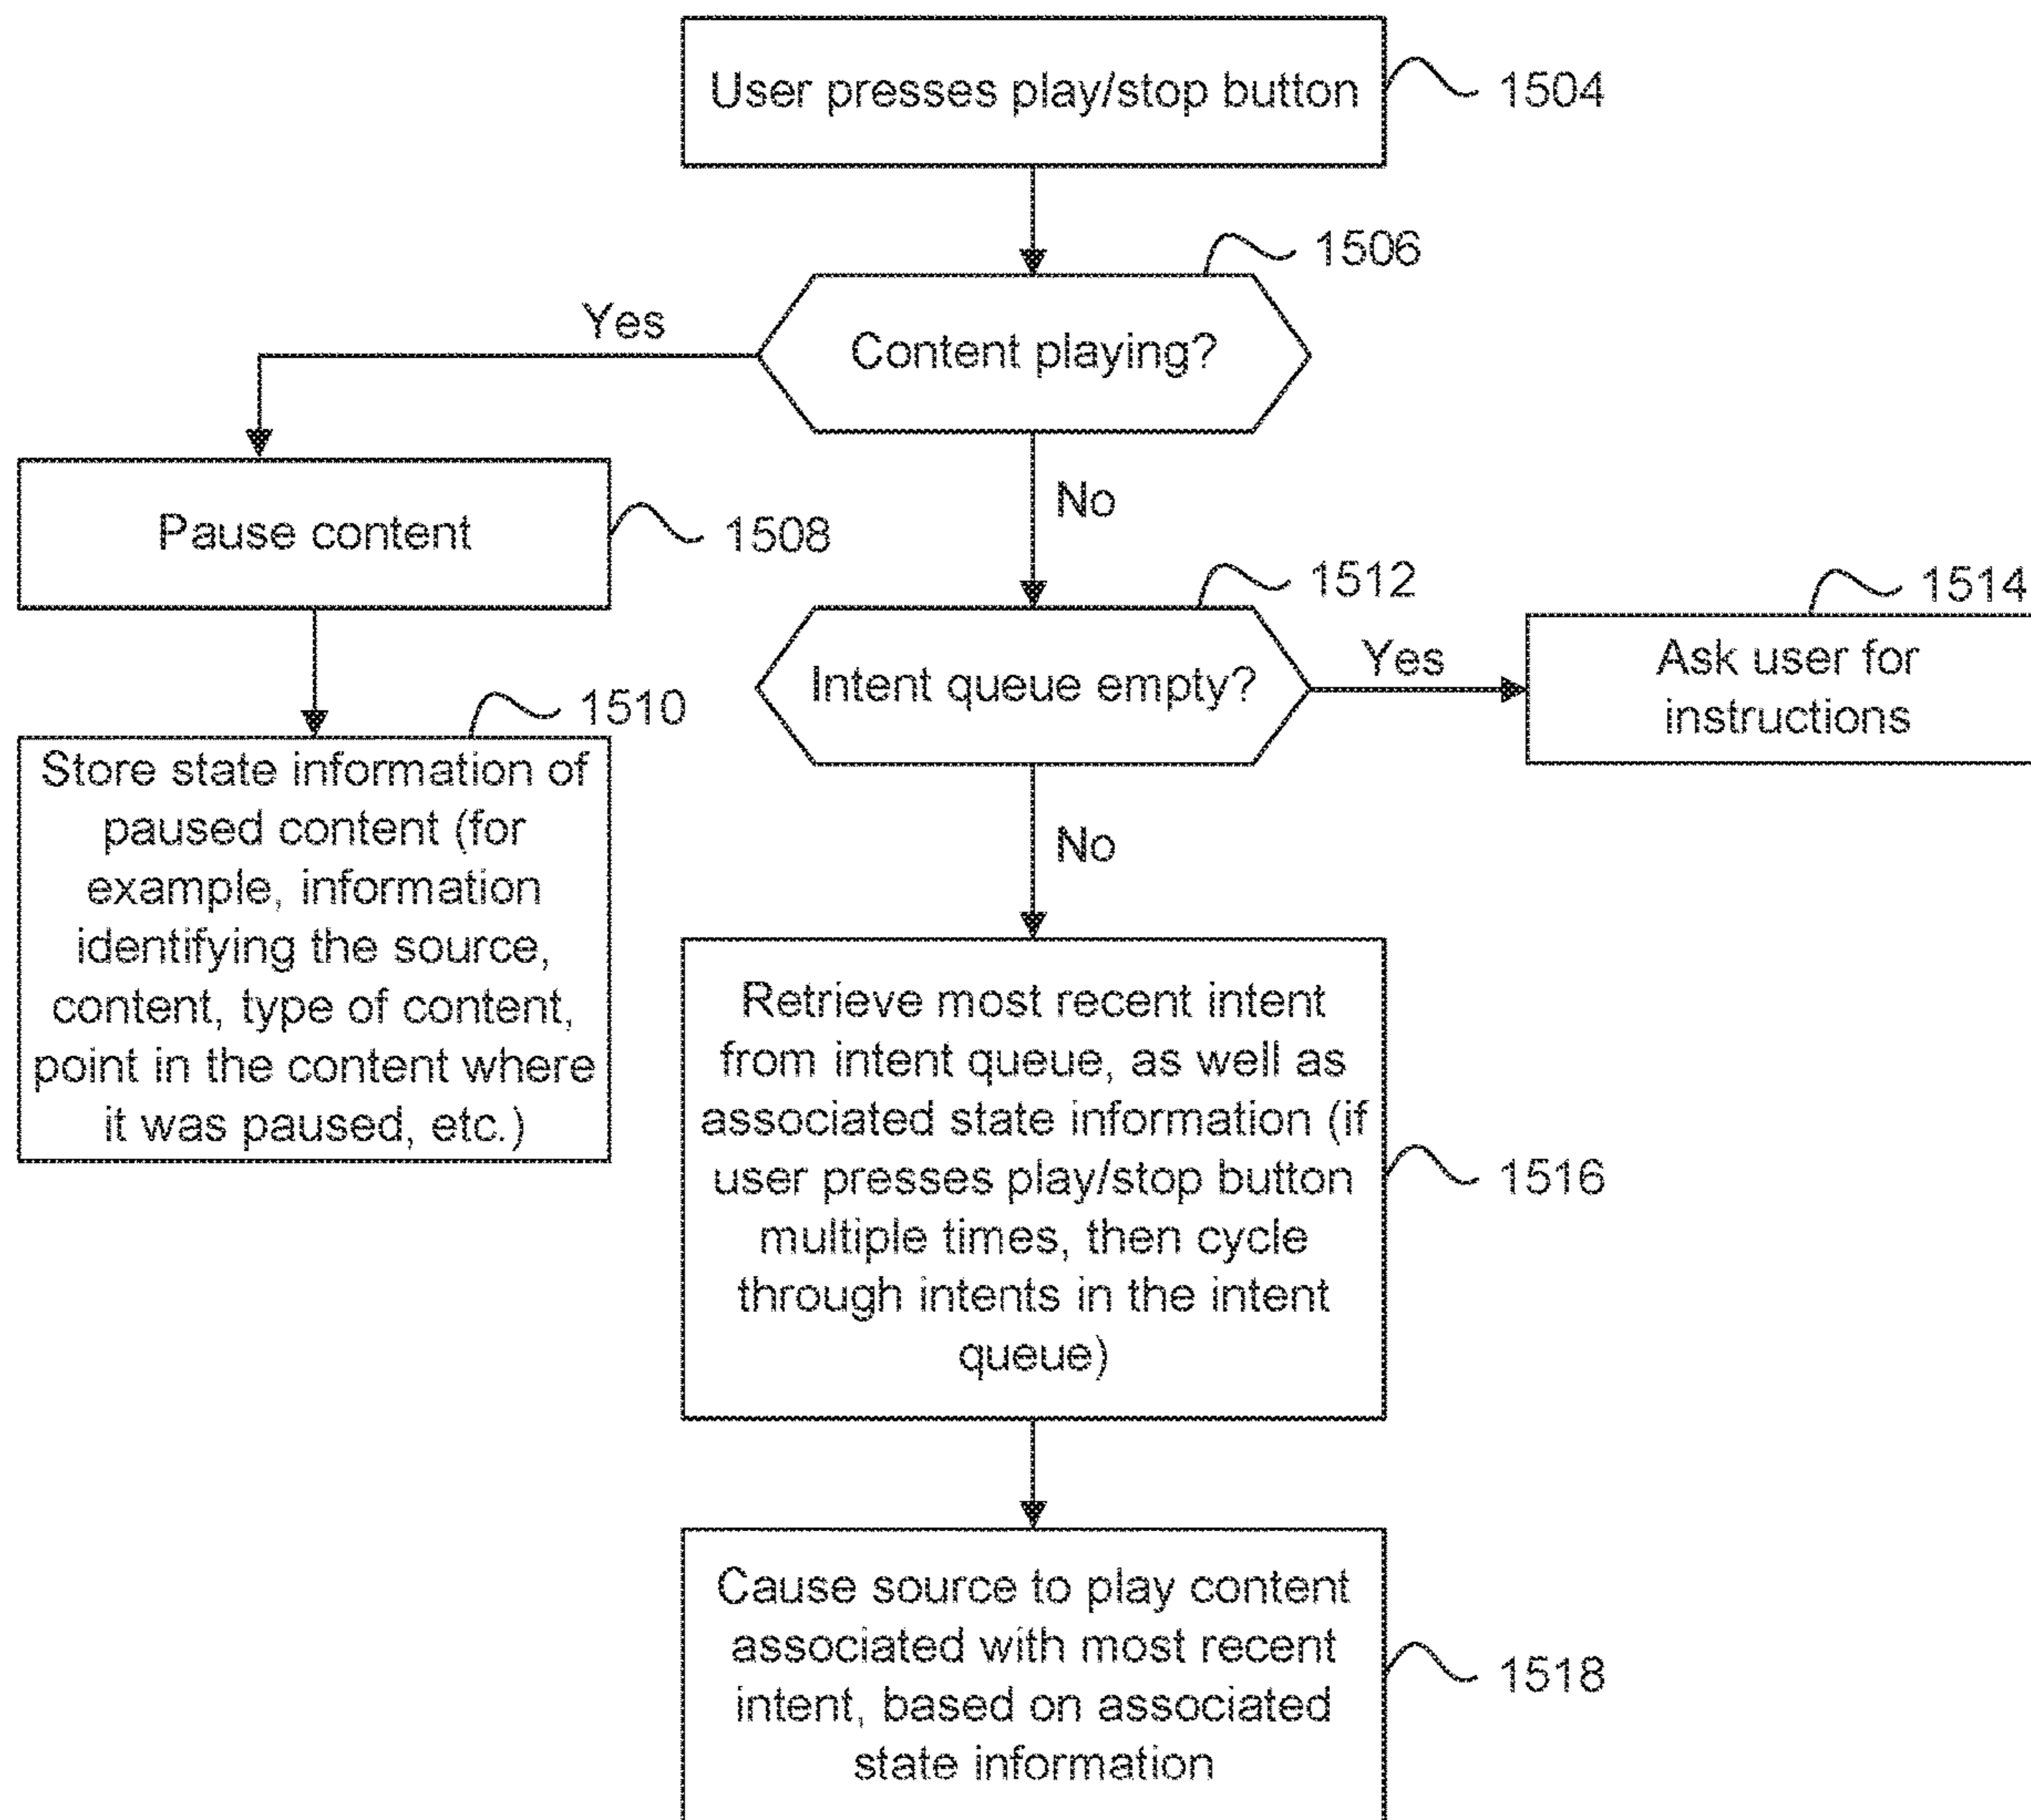 User presses play/stop button
1504
1506
Yes
Content playing?
No
Pause content
1508
1512
1514
Intent queue empty?
Yes
Ask user for
instructions
1510
Store state information of
paused content (for
example, information
identifying the source,
content, type of content,
point in the content where
it was paused, etc.)
No
Retrieve most recent intent
from intent queue, as well as
associated state information (if
user presses play/stop button
multiple times, then cycle
through intents in the intent
queue)
1516
Cause source to play content
associated with most recent
intent, based on associated
state information
1518